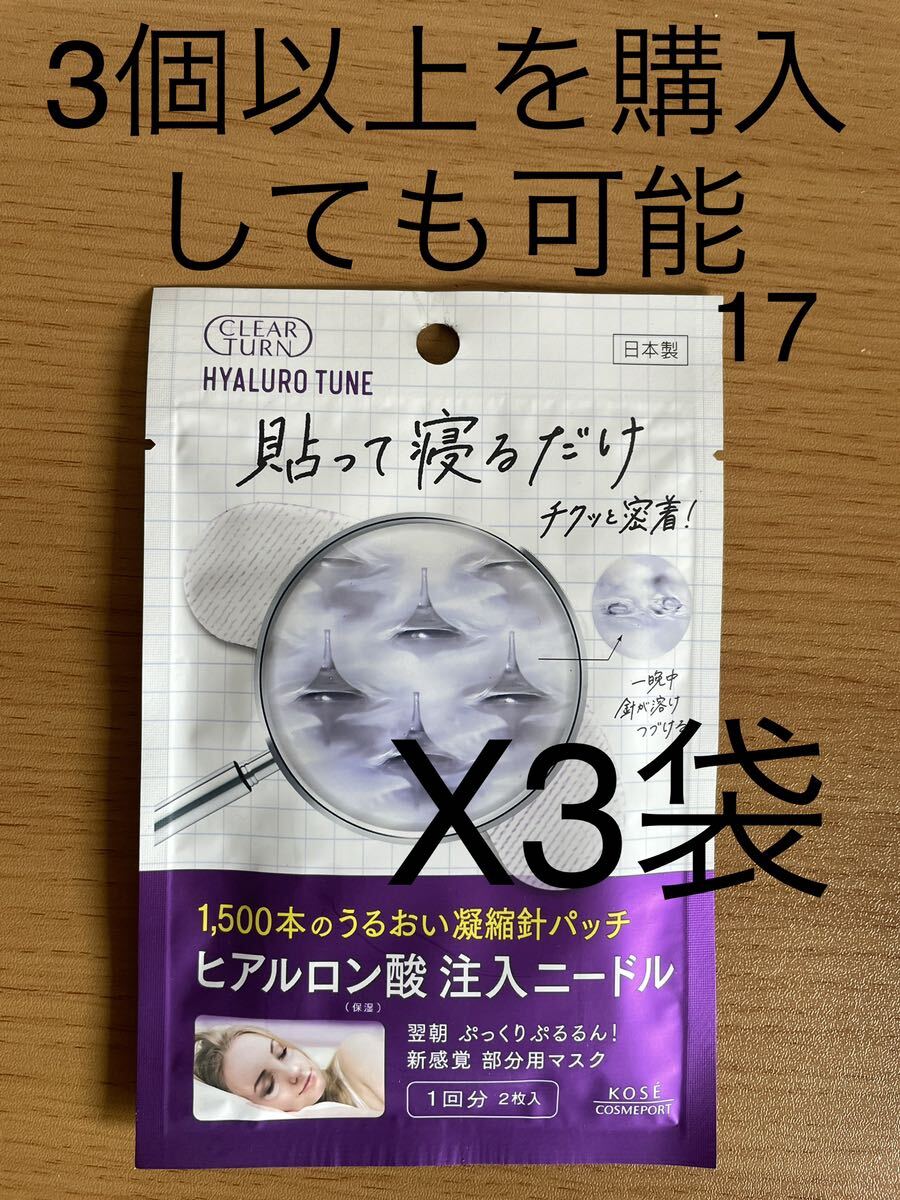 3個以上を購入
しても可能
17
CLEAR
TURN
HYALURO TUNE
日本製
貼って寝るだけ
チクッと密着!
一晩中
針が溶け
つづける
X3袋
1,500本のうるおい凝縮針パッチ
ヒアルロン酸 注入ニードル
(保湿)
翌朝 ぷっくりぷるるん!
新感覚 部分用マスク
1回分 2枚入
KOSÉ
COSMEPORT